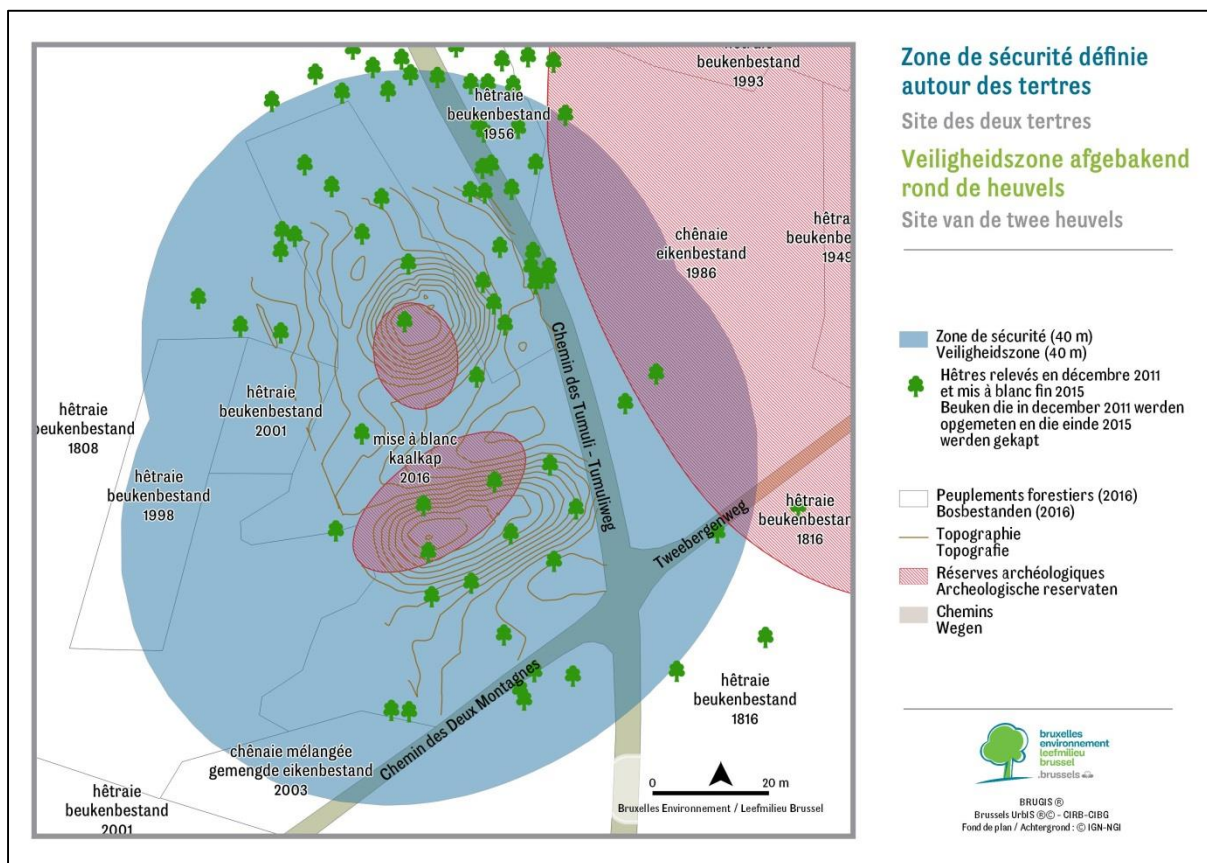 hêtraie
beukenbestand
1993
hêtraie
beukenbestand
1956
chênaie
eikenbestand
1986
hêtra
beukenbe
1949
Chemin des Tumuli - Tumuliweg
hêtraie
beukenbestand
2001
hêtraie
beukenbestand
1808
mise à blanc
kaalkap
2016
hêtraie
beukenbestand
1998
Tweebergenweg
hêtraie
beukenbestan
1816
Chemin des Deux Montagnes
hêtraie
beukenbestand
1816
chênaie mélangée
gemengde eikenbestand
2003
hêtraie
beukenbestand
2001
0 20 m
Bruxelles Environnement / Leefmilieu Brussel
Zone de sécurité définie
autour des tertres
Site des deux tertres
Veiligheidszone afgebakend
rond de heuvels
Site van de twee heuvels
Zone de sécurité (40 m)
Veiligheidszone (40 m)
Hêtres relevés en décembre 2011
et mis à blanc fin 2015
Beuken die in december 2011 werden
opgemeten en die einde 2015
werden gekapt
Peuplements forestiers (2016)
Bosbestanden (2016)
Topographie
Topografie
Réserves archéologiques
Archeologische reservaten
Chemins
Wegen
bruxelles
environnement
leefmilieu
brussel
.brussels
BRUGIS ®
Brussels UrbIS ®© - CIRB-CIBG
Fond de plan / Achtergrond : © IGN-NGI